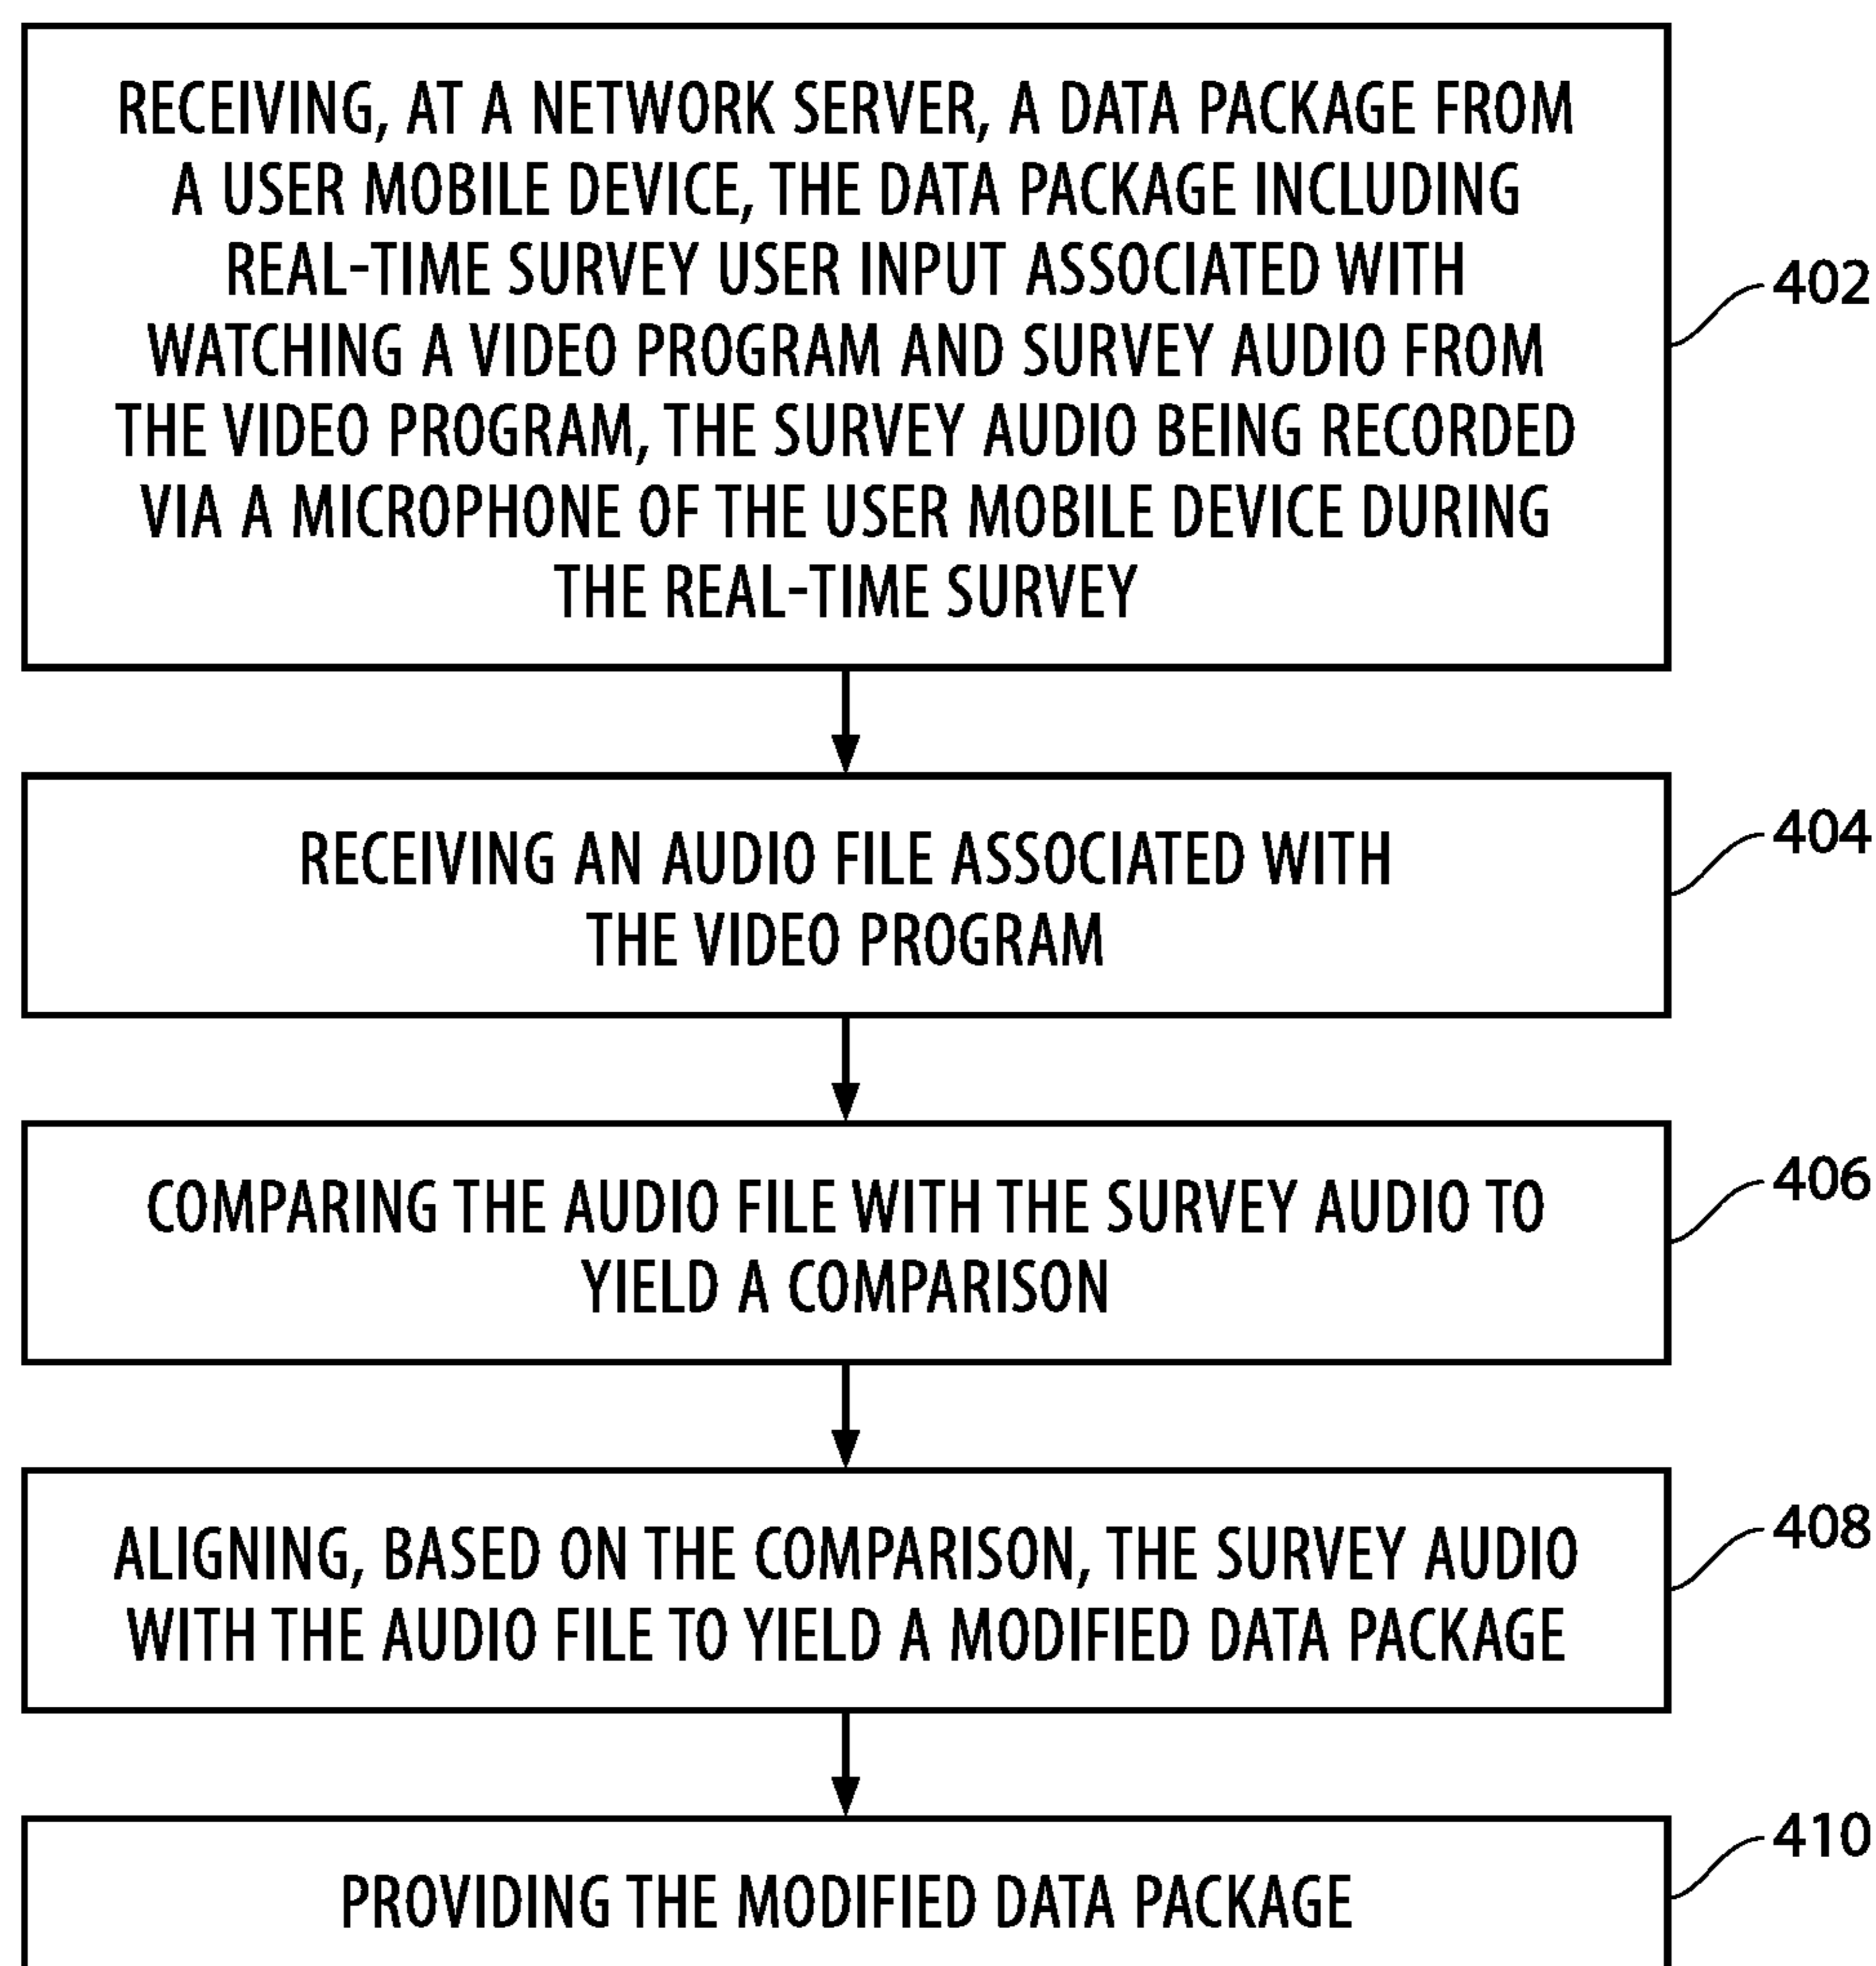 RECEIVING, AT A NETWORK SERVER, A DATA PACKAGE FROM
A USER MOBILE DEVICE, THE DATA PACKAGE INCLUDING
REAL-TIME SURVEY USER INPUT ASSOCIATED WITH
WATCHING A VIDEO PROGRAM AND SURVEY AUDIO FROM
THE VIDEO PROGRAM, THE SURVEY AUDIO BEING RECORDED
VIA A MICROPHONE OF THE USER MOBILE DEVICE DURING
THE REAL-TIME SURVEY
402
RECEIVING AN AUDIO FILE ASSOCIATED WITH
THE VIDEO PROGRAM
404
COMPARING THE AUDIO FILE WITH THE SURVEY AUDIO TO
YIELD A COMPARISON
406
ALIGNING, BASED ON THE COMPARISON, THE SURVEY AUDIO
WITH THE AUDIO FILE TO YIELD A MODIFIED DATA PACKAGE
408
PROVIDING THE MODIFIED DATA PACKAGE
410